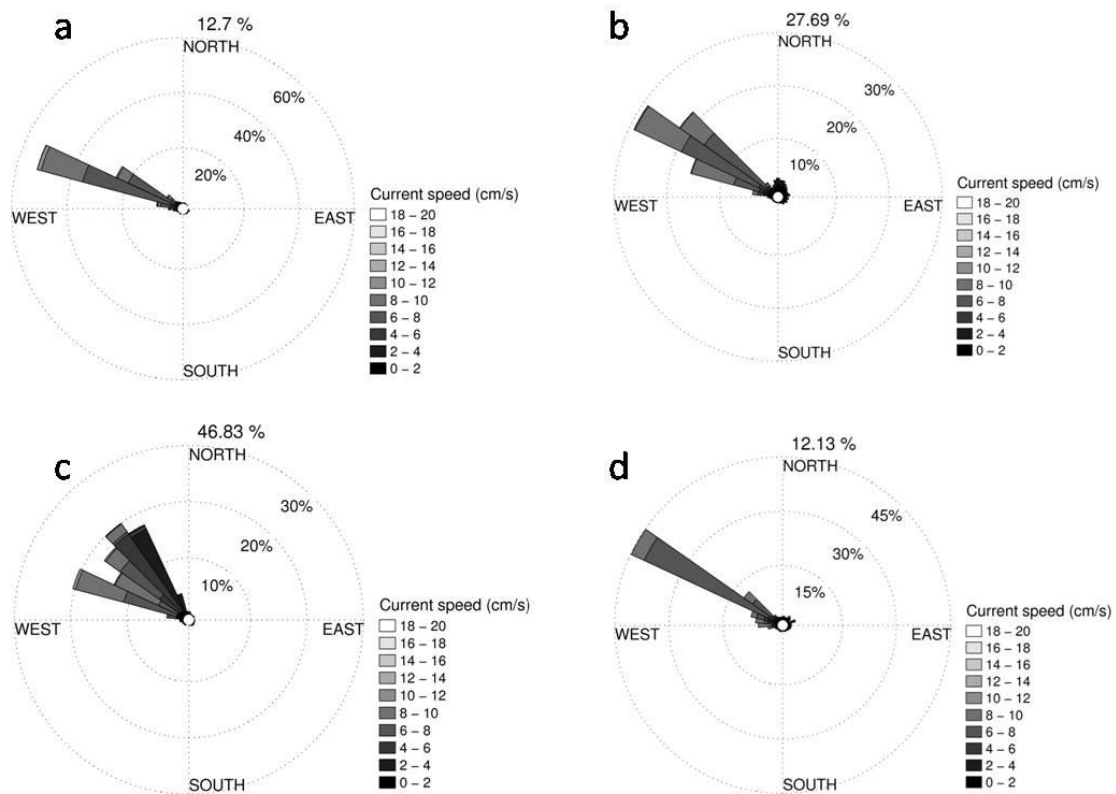 a
12.7 %
NORTH
60%
40%
20%
WEST
EAST
SOUTH
Current speed (cm/s)
18 – 20
16 – 18
14 – 16
12 – 14
10 – 12
8 – 10
6 – 8
4 – 6
2 – 4
0 – 2
b
27.69 %
NORTH
30%
20%
10%
WEST
EAST
SOUTH
Current speed (cm/s)
18 – 20
16 – 18
14 – 16
12 – 14
10 – 12
8 – 10
6 – 8
4 – 6
2 – 4
0 – 2
c
46.83 %
NORTH
30%
20%
10%
WEST
EAST
SOUTH
Current speed (cm/s)
18 – 20
16 – 18
14 – 16
12 – 14
10 – 12
8 – 10
6 – 8
4 – 6
2 – 4
0 – 2
d
12.13 %
NORTH
45%
30%
15%
WEST
EAST
SOUTH
Current speed (cm/s)
18 – 20
16 – 18
14 – 16
12 – 14
10 – 12
8 – 10
6 – 8
4 – 6
2 – 4
0 – 2